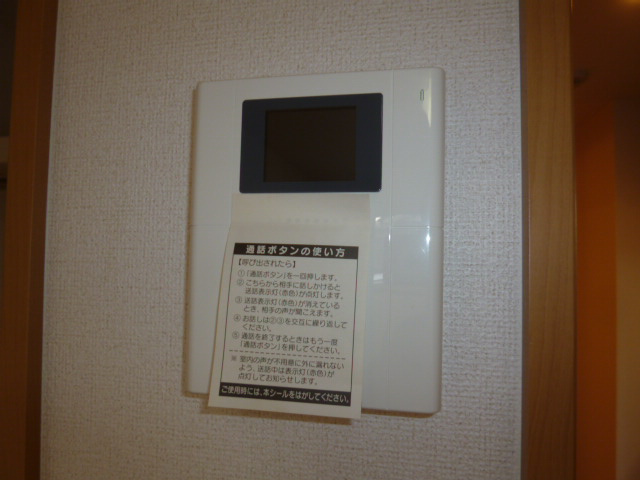 通話ボタンの使い方
【呼び出されたら】
①「通話ボタン」を一回押します。
②こちらから相手に話しかけると
送話表示灯(赤色)が点灯します。
③送話表示灯(赤色)が消えている
とき、相手の声が聞こえます。
④お話しは②③を交互に繰り返して
ください。
⑤通話を終了するときはもう一度
「通話ボタン」を押してください。
※室内の声が不用意に外に漏れない
よう、送話中は表示灯(赤色)が
点灯してお知らせします。
ご使用時には、本シールをはがしてください。